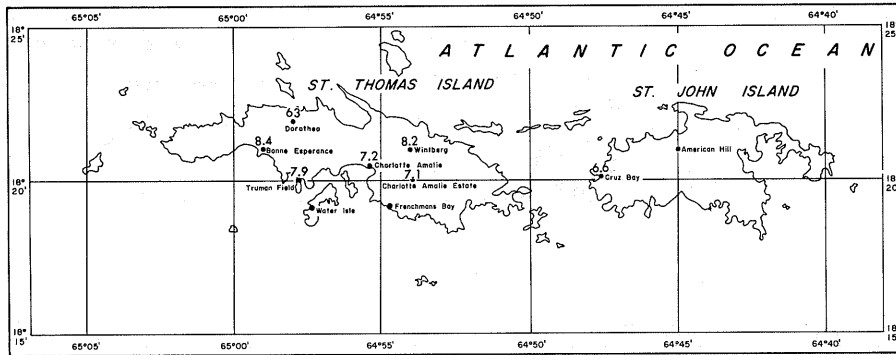 65°05' 65°00' 64°55' 64°50' 64°45' 64°40'
18° 25' 18° 25'
ATLANTIC OCEAN
ST. THOMAS ISLAND ST. JOHN ISLAND
63
Dorothea
8.4 Bonne Esperance
8.2 Wintberg
American Hill
7.2 Charlotte Amalie
7.1
Charlotte Amalie Estate
6.6
Cruz Bay
7.9
Truman Field
18° 20' 18° 20'
Water Isle
Frenchmans Bay
18° 15' 18° 15'
65°05' 65°00' 64°55' 64°50' 64°45' 64°40'